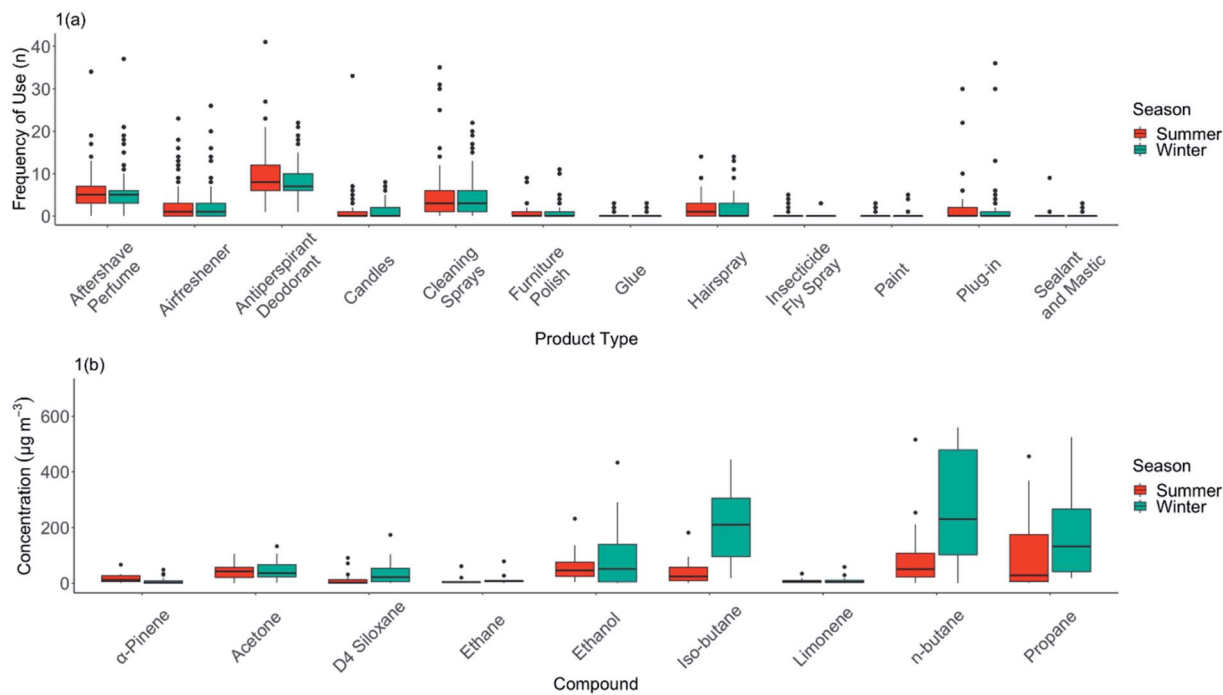 1(a)
Frequency of Use (n)
40
30
20
10
0
Aftershave
Perfume
Airfreshener
Antiperspirant
Deodorant
Candles
Cleaning
Sprays
Furniture
Polish
Glue
Hairspray
Insecticide
Fly Spray
Paint
Plug-in
Sealant
and Mastic
Product Type
Season
Summer
Winter
1(b)
Concentration (µg m⁻³)
600
400
200
0
α-Pinene
Acetone
D4 Siloxane
Ethane
Ethanol
Iso-butane
Limonene
n-butane
Propane
Compound
Season
Summer
Winter